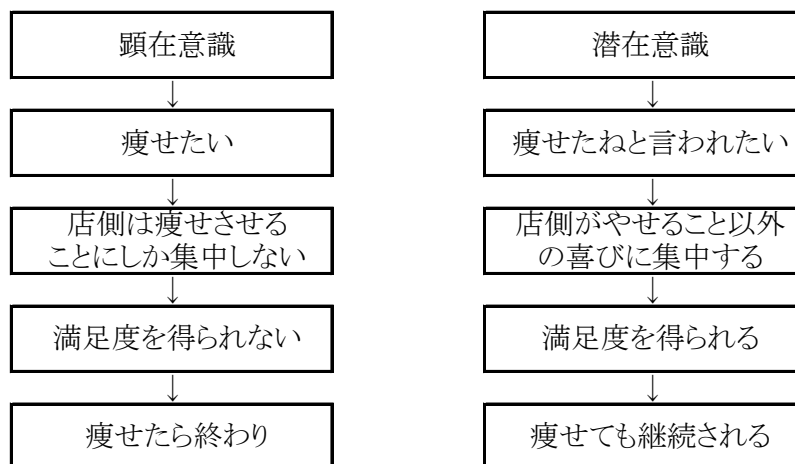 顕在意識
↓
痩せたい
↓
店側は痩せさせる
ことにしか集中しない
↓
満足度を得られない
↓
痩せたら終わり
潜在意識
↓
痩せたねと言われたい
↓
店側がやせること以外
の喜びに集中する
↓
満足度を得られる
↓
痩せても継続される